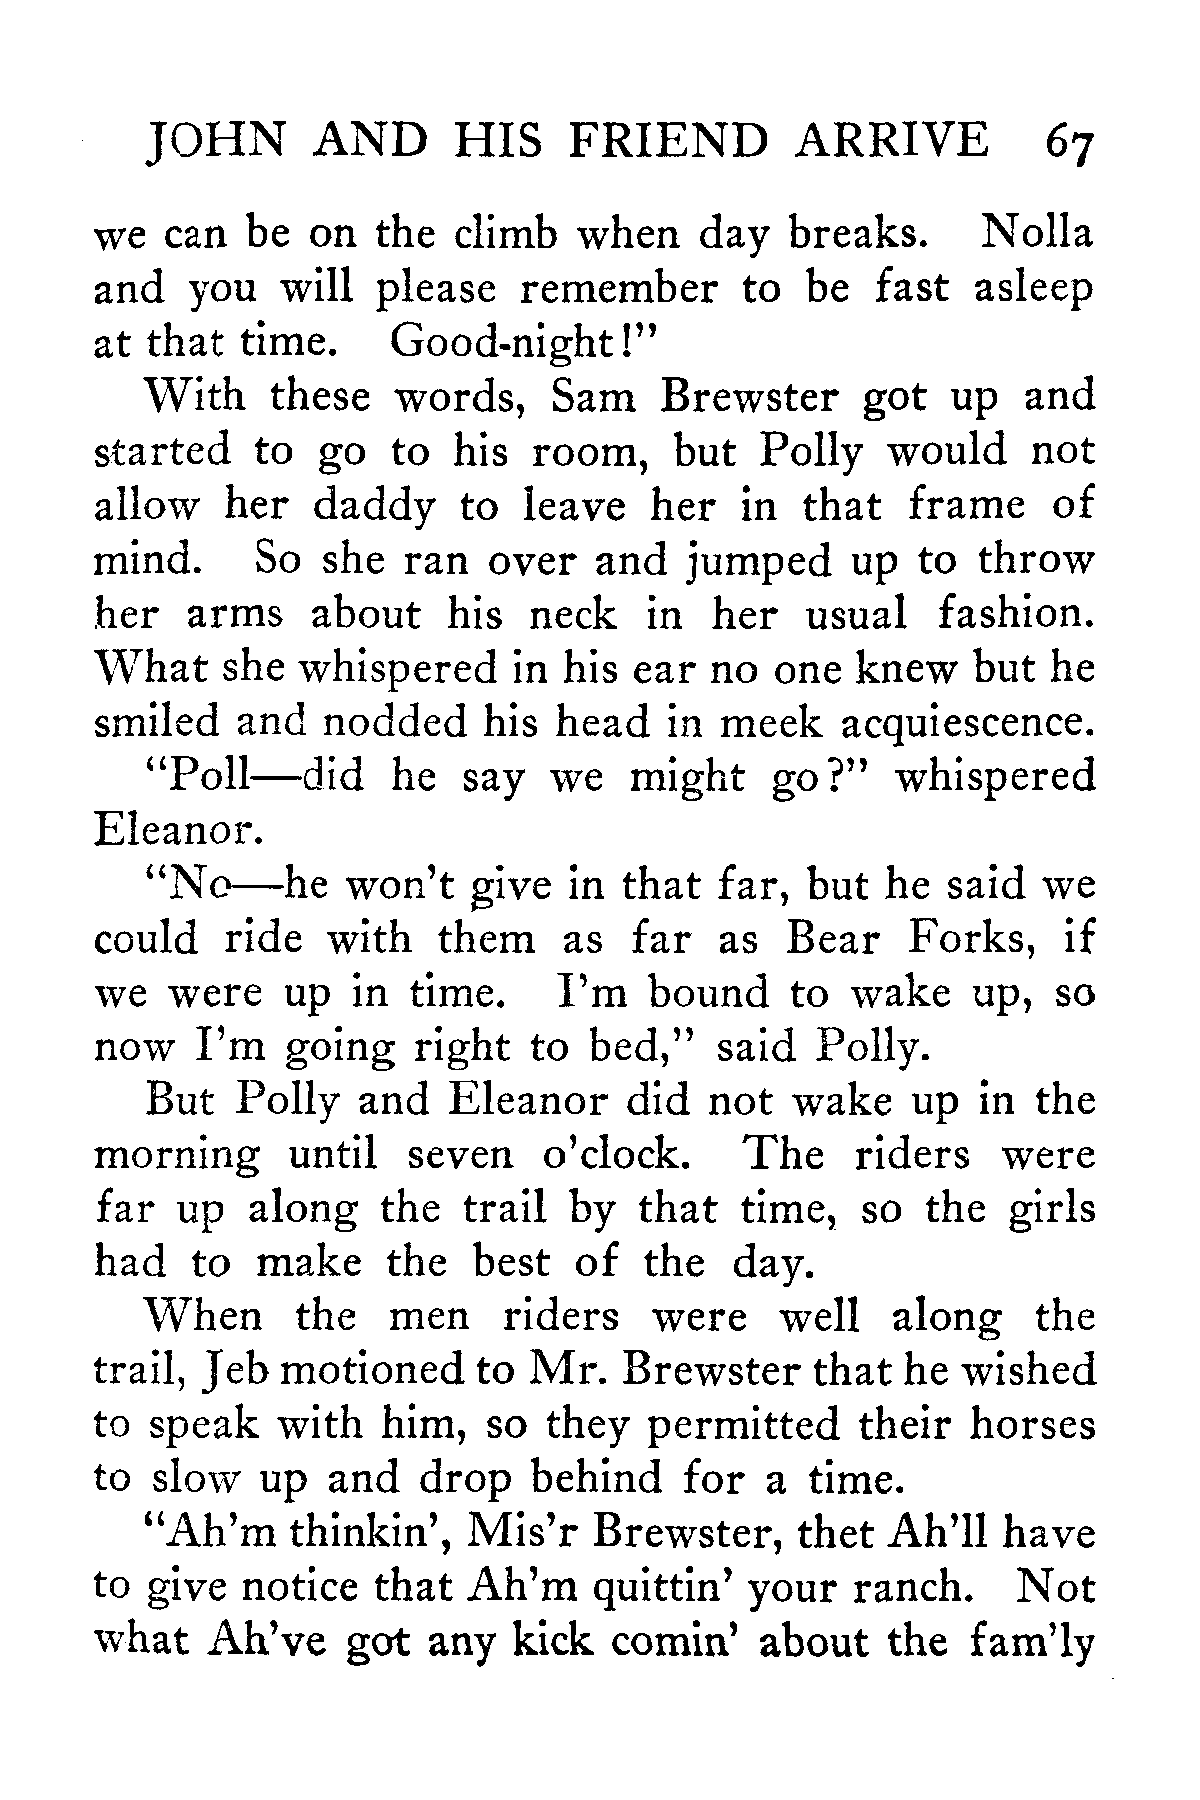 JOHN AND HIS FRIEND ARRIVE 67
we can be on the climb when day breaks. Nolla
and you will please remember to be fast asleep
at that time. Good-night!”
With these words, Sam Brewster got up and
started to go to his room, but Polly would not
allow her daddy to leave her in that frame of
mind. So she ran over and jumped up to throw
her arms about his neck in her usual fashion.
What she whispered in his ear no one knew but he
smiled and nodded his head in meek acquiescence.
“Poll—did he say we might go?” whispered
Eleanor.
“No—he won’t give in that far, but he said we
could ride with them as far as Bear Forks, if
we were up in time. I’m bound to wake up, so
now I’m going right to bed,” said Polly.
But Polly and Eleanor did not wake up in the
morning until seven o’clock. The riders were
far up along the trail by that time, so the girls
had to make the best of the day.
When the men riders were well along the
trail, Jeb motioned to Mr. Brewster that he wished
to speak with him, so they permitted their horses
to slow up and drop behind for a time.
“Ah’m thinkin’, Mis’r Brewster, thet Ah’ll have
to give notice that Ah’m quittin’ your ranch. Not
what Ah’ve got any kick comin’ about the fam’ly